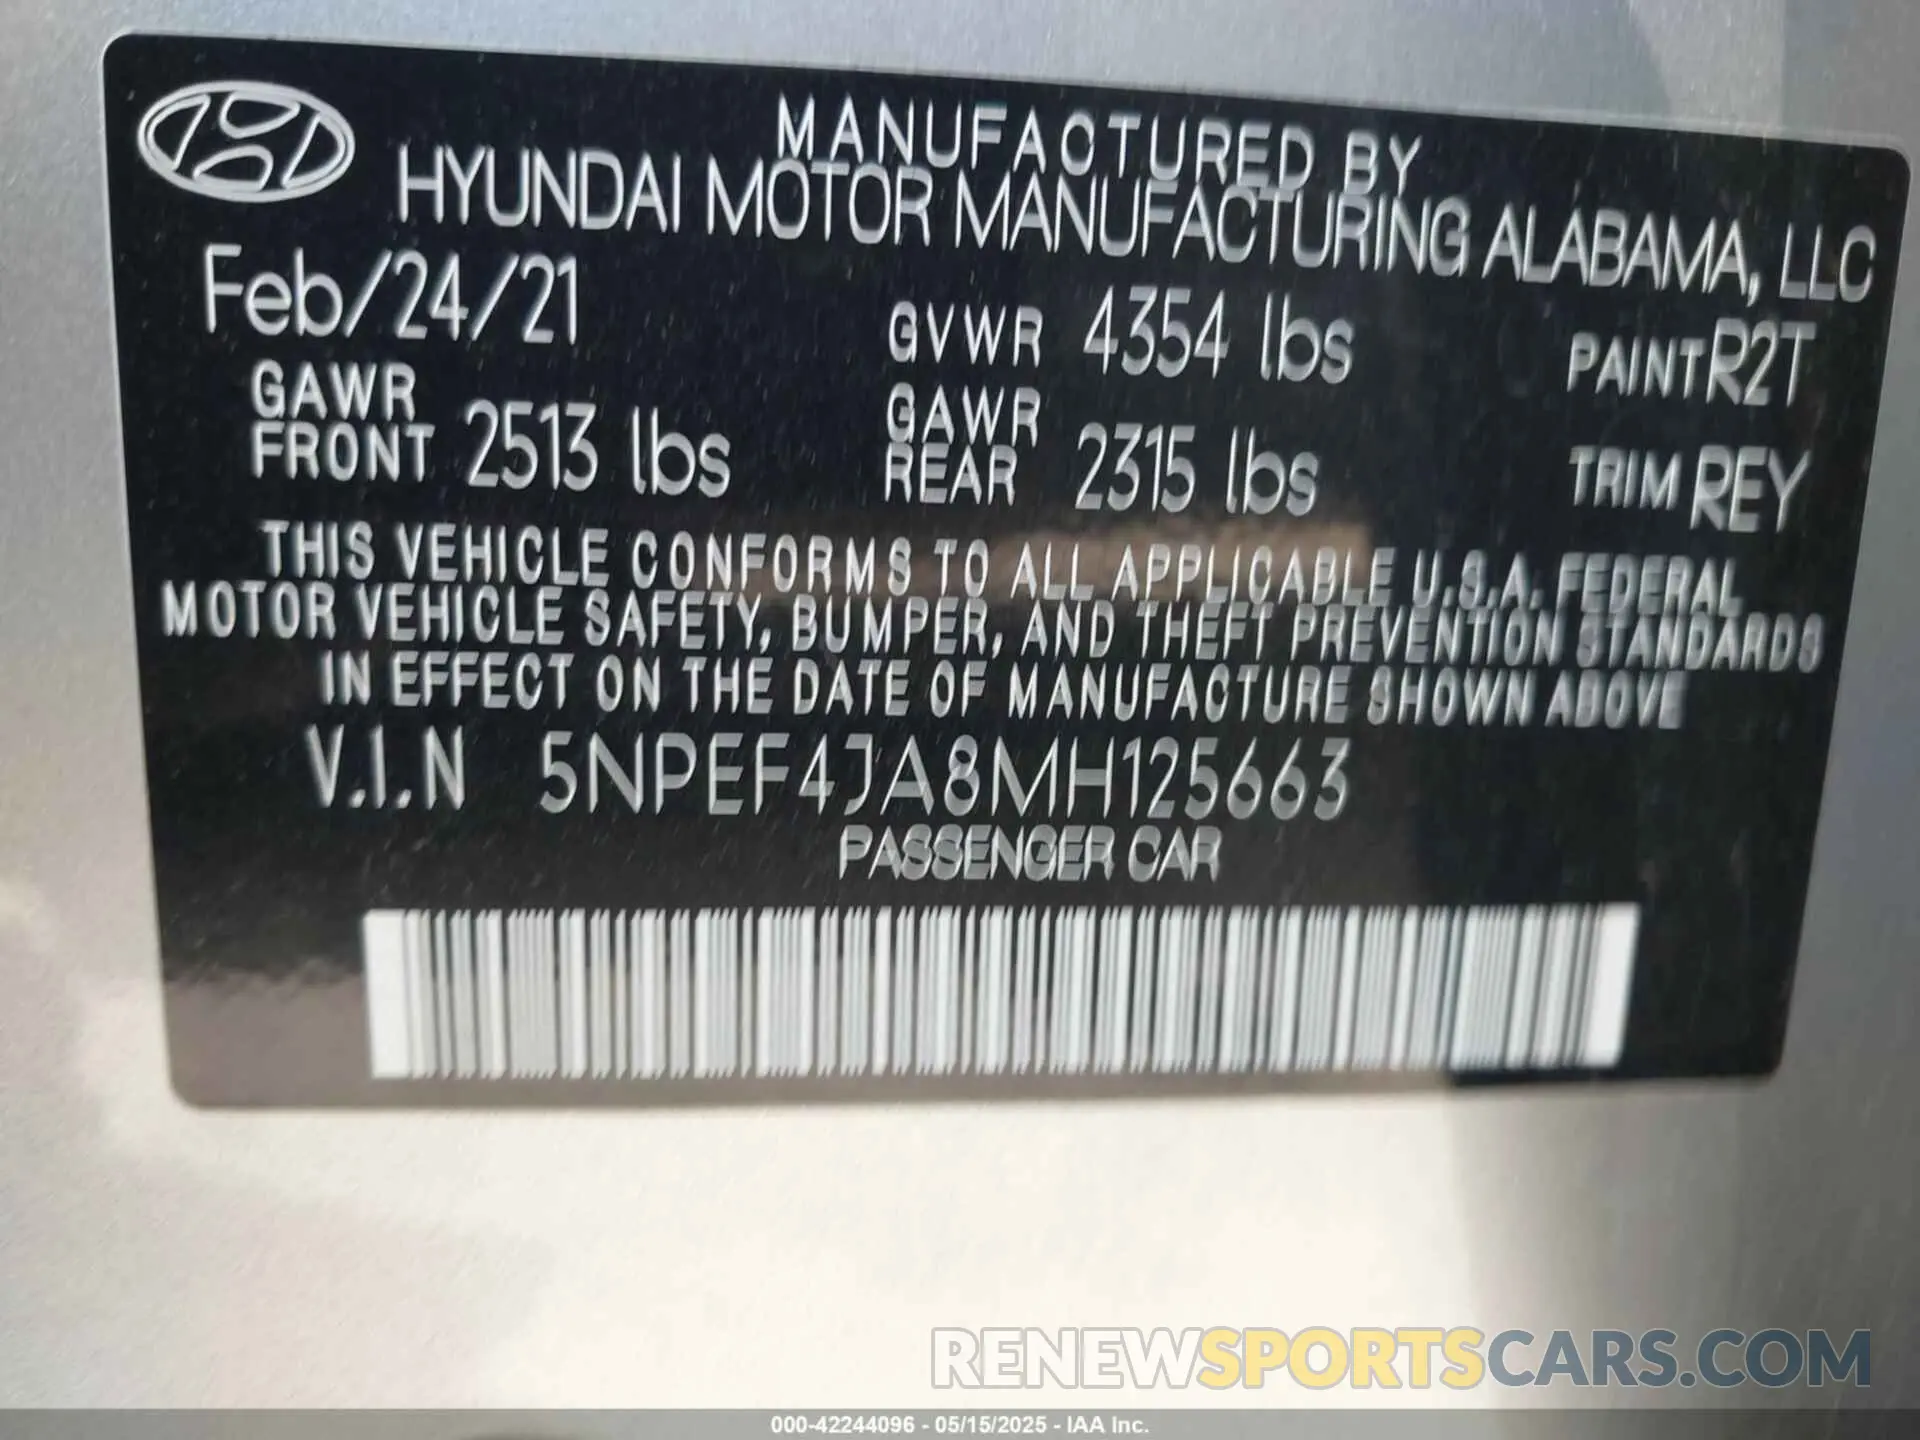 MANUFACTURED BY
HYUNDAI MOTOR MANUFACTURING ALABAMA, LLC
Feb/24/21 GVWR 4354 lbs PAINT R2T
GAWR FRONT 2513 lbs GAWR REAR 2315 lbs TRIM REY
THIS VEHICLE CONFORMS TO ALL APPLICABLE U.S.A. FEDERAL
MOTOR VEHICLE SAFETY, BUMPER, AND THEFT PREVENTION STANDARDS
IN EFFECT ON THE DATE OF MANUFACTURE SHOWN ABOVE
V.I.N 5NPEF4JA8MH125663
PASSENGER CAR
RENEWSPORTSCARS.COM
000-42244096 - 05/15/2025 - IAA Inc.